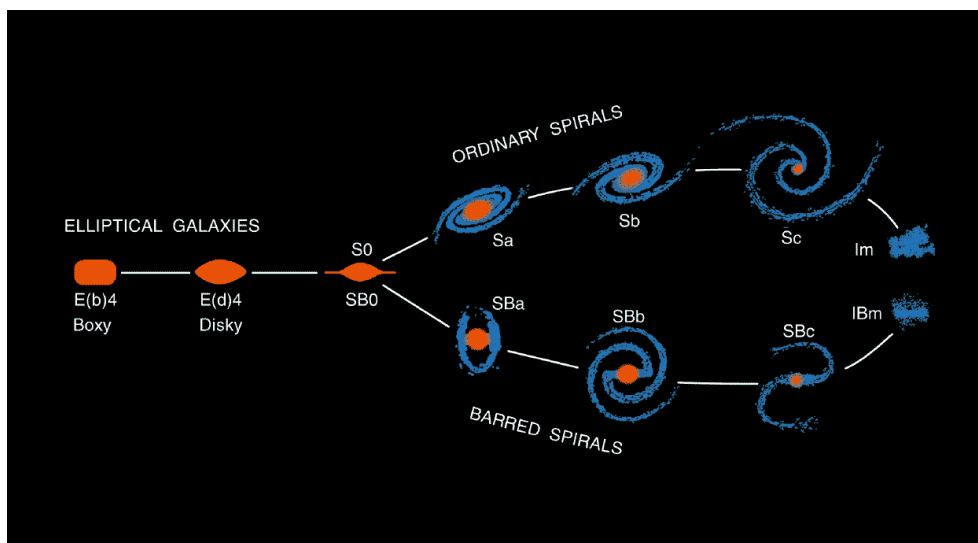 ORDINARY SPIRALS
ELLIPTICAL GALAXIES
E(b)4
Boxy
E(d)4
Disky
S0
SB0
Sa
Sb
Sc
Im
SBa
SBb
SBc
IBm
BARRED SPIRALS